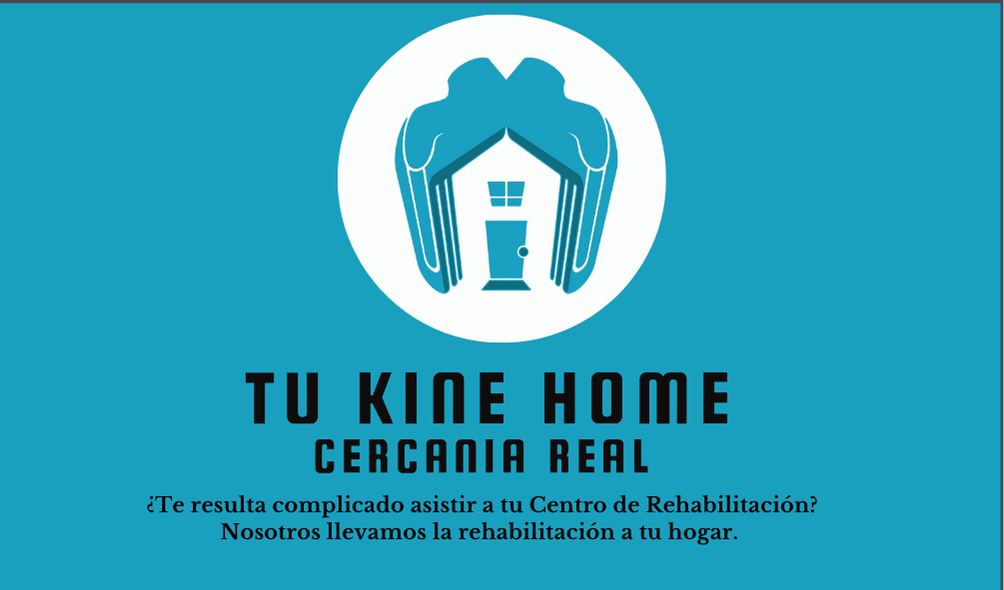 TU KINE HOME
CERCANIA REAL
¿Te resulta complicado asistir a tu Centro de Rehabilitación?
Nosotros llevamos la rehabilitación a tu hogar.